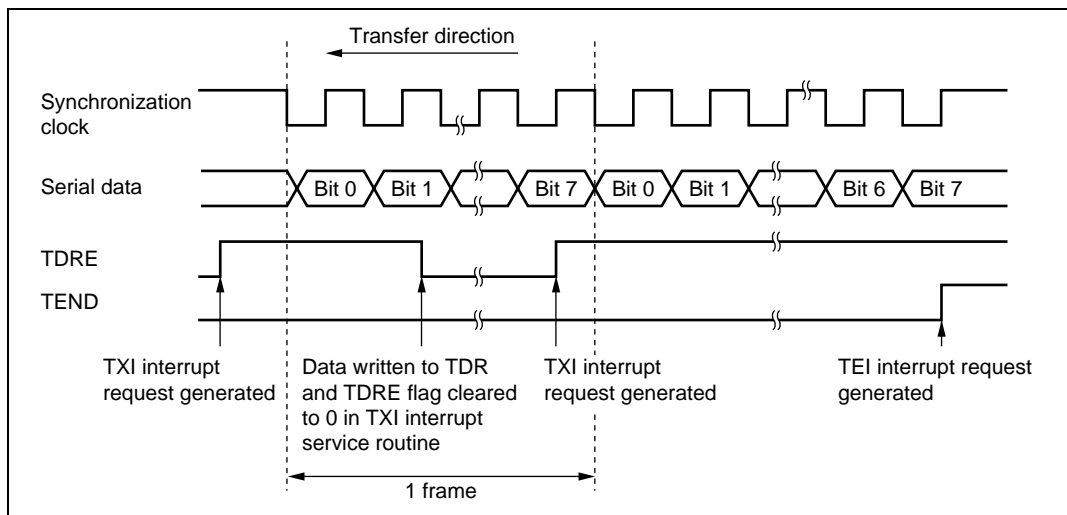 Transfer direction
Synchronization
clock
Serial data
Bit 0
Bit 1
Bit 7
Bit 0
Bit 1
Bit 6
Bit 7
TDRE
TEND
TXI interrupt
request generated
Data written to TDR
and TDRE flag cleared
to 0 in TXI interrupt
service routine
TXI interrupt
request generated
TEI interrupt request
generated
1 frame